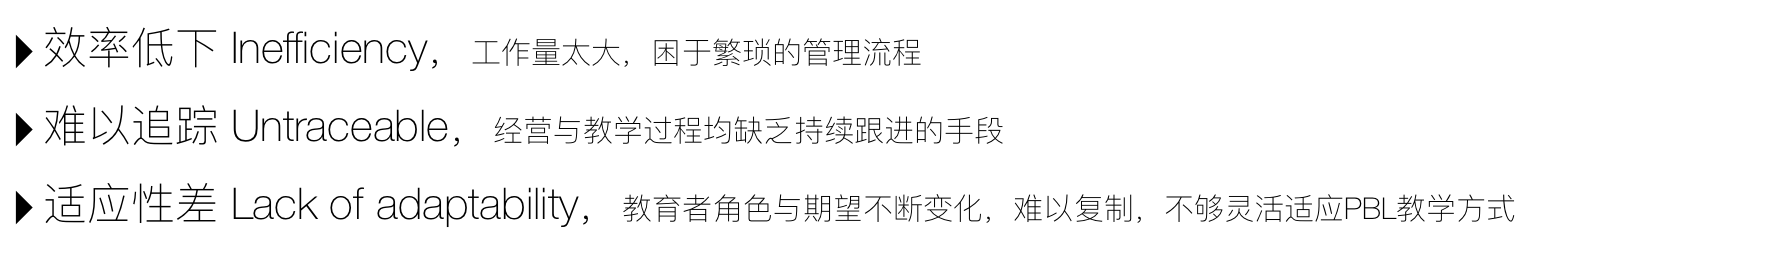 效率低下 Inefficiency，工作量太大，困于繁琐的管理流程
难以追踪 Untraceable，经营与教学过程均缺乏持续跟进的手段
适应性差 Lack of adaptability，教育者角色与期望不断变化，难以复制，不够灵活适应PBL教学方式